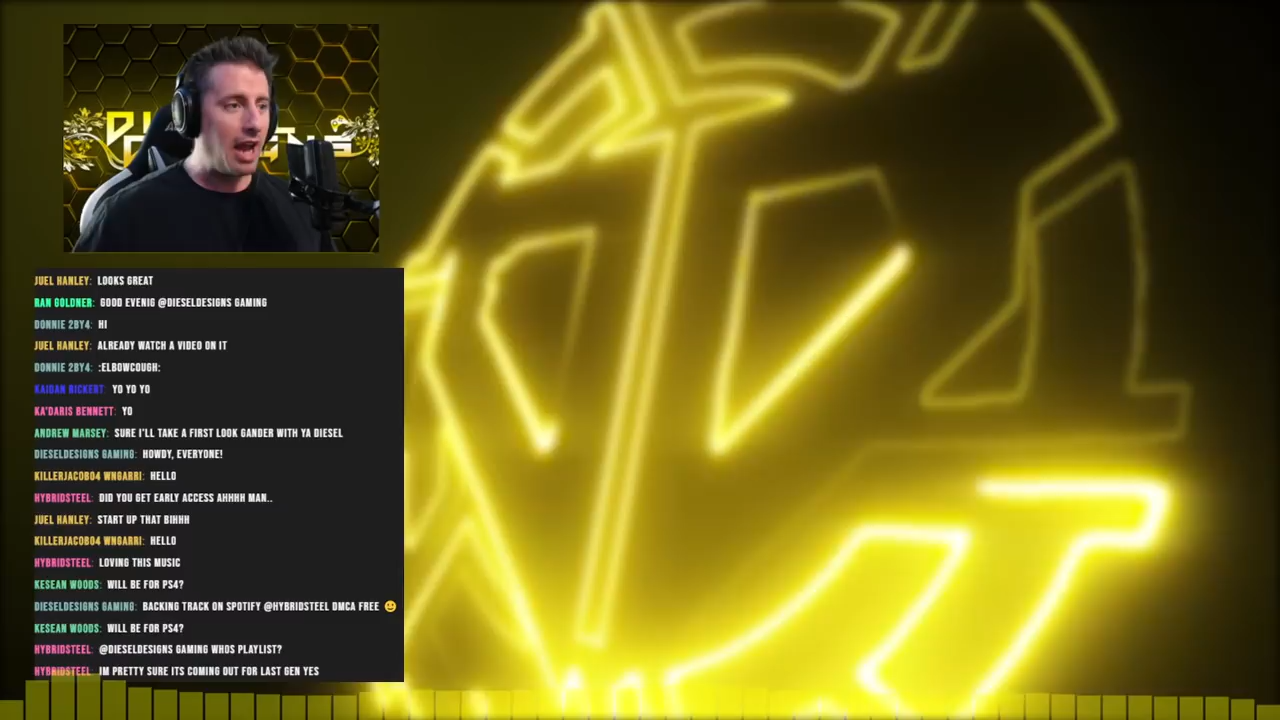 JUEL HANLEY: LOOKS GREAT
RAN GOLDNER: GOOD EVENIG @DIESELDESIGNS GAMING
DONNIE 2BY4: HI
JUEL HANLEY: ALREADY WATCH A VIDEO ON IT
DONNIE 2BY4: :ELBOWCOUGH:
KAIDAN RICKERT: YO YO YO
KA'DARIS BENNETT: YO
ANDREW MARSEY: SURE I'LL TAKE A FIRST LOOK GANDER WITH YA DIESEL
DIESELDESIGNS GAMING: HOWDY, EVERYONE!
KILLERJACOB04 WNGARRI: HELLO
HYBRIDSTEEL: DID YOU GET EARLY ACCESS AHHHH MAN..
JUEL HANLEY: START UP THAT BIHHH
KILLERJACOB04 WNGARRI: HELLO
HYBRIDSTEEL: LOVING THIS MUSIC
KESEAN WOODS: WILL BE FOR PS4?
DIESELDESIGNS GAMING: BACKING TRACK ON SPOTIFY @HYBRIDSTEEL DMCA FREE 😃
KESEAN WOODS: WILL BE FOR PS4?
HYBRIDSTEEL: @DIESELDESIGNS GAMING WHOS PLAYLIST?
HYBRIDSTEEL: IM PRETTY SURE ITS COMING OUT FOR LAST GEN YES